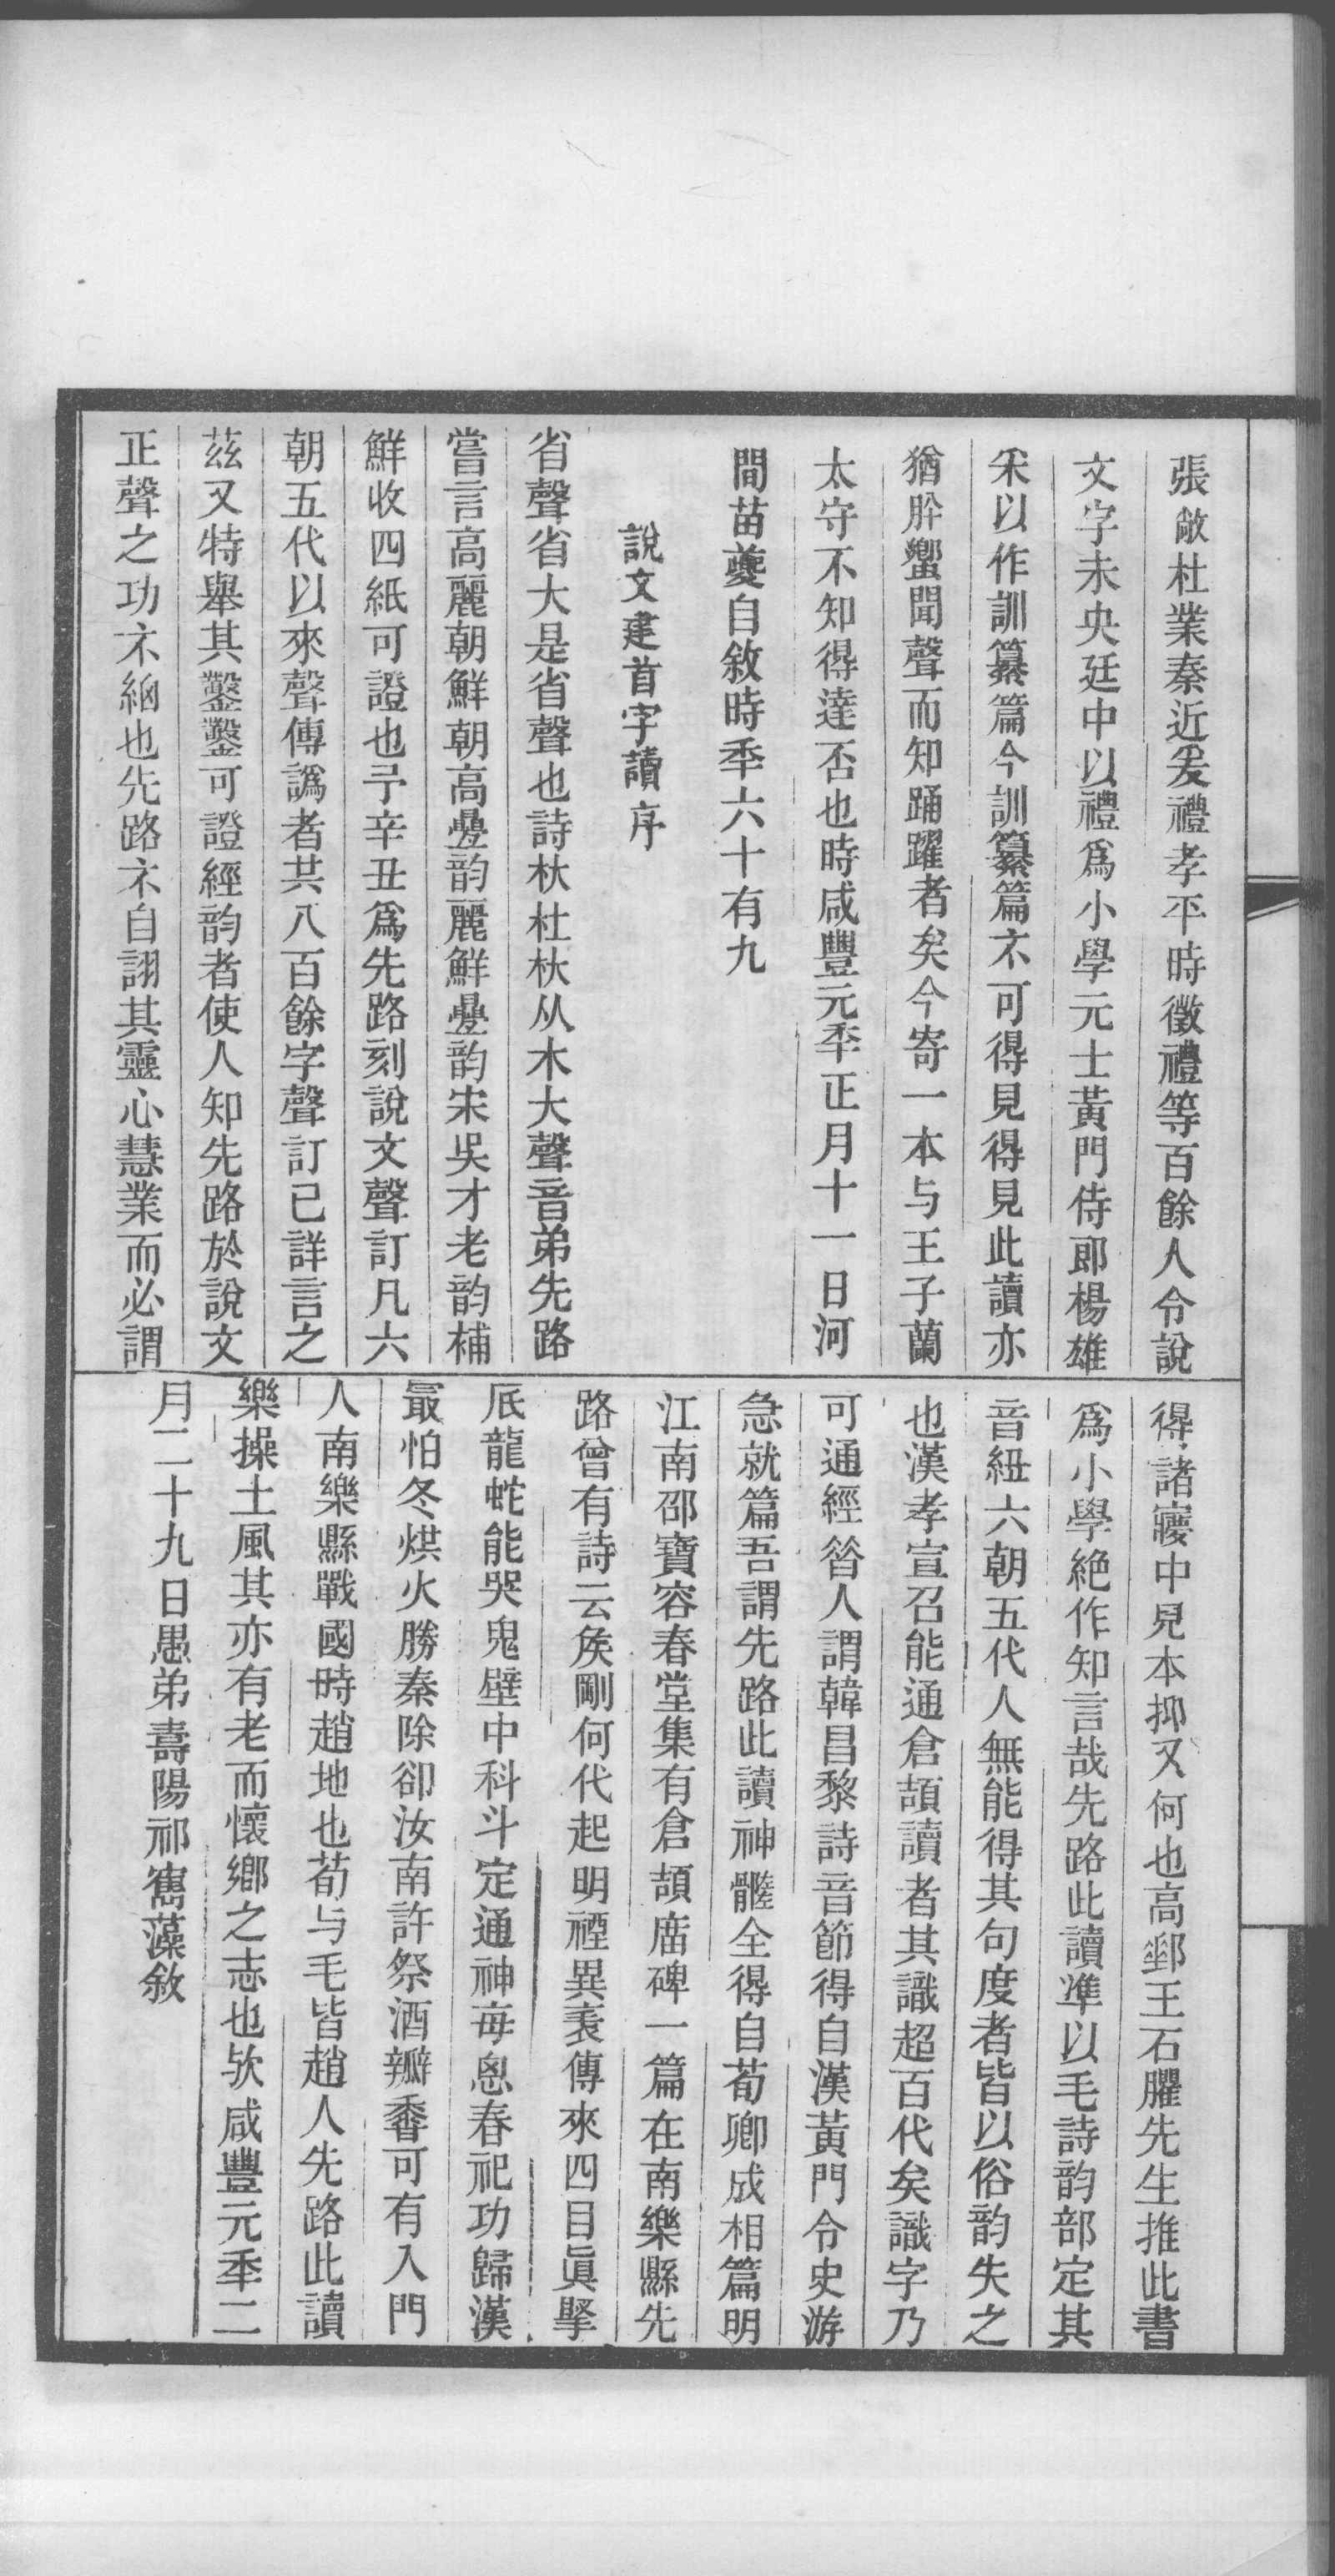 張敞杜業秦近爰禮孝平時徵禮等百餘人令說
文字未央廷中以禮爲小學元士黃門侍郎楊雄
采以作訓纂篇今訓纂篇不可得見得見此讀亦
猶肸蠁聞聲而知踊躍者矣今寄一本与王子蘭
太守不知得達否也時咸豐元年正月十一日河
間苗夔自敘時年六十有九
說文建首字讀序
省聲省大是省聲也詩杕杜杕从木大聲音弟先路
嘗言高麗朝鮮朝高疊韵麗鮮疊韵宋吳才老韵補
鮮收四紙可證也予辛丑爲先路刻說文聲訂凡六
朝五代以來聲傳譌者共八百餘字聲訂已詳言之
茲又特舉其鑿鑿可證經韵者使人知先路於說文
正聲之功不細也先路不自詡其靈心慧業而必謂
得諸寢中見本抑又何也高郵王石臞先生推此書
爲小學絶作知言哉先路此讀準以毛詩韵部定其
音紐六朝五代人無能得其句度者皆以俗韵失之
也漢孝宣召能通倉頡讀者其識超百代矣識字乃
可通經昝人謂韓昌黎詩音節得自漢黃門令史游
急就篇吾謂先路此讀神髓全得自荀卿成相篇明
江南邵寶容春堂集有倉頡庿碑一篇在南樂縣先
路曾有詩云矦剛何代起明禋異表傳來四目眞擥
爪龍蛇能哭鬼壁中科斗定通神每恖春祀功歸漢
冣怕冬烘火勝秦除卻汝南許祭酒瓣香可有入門
人南樂縣戰國時趙地也荀与毛皆趙人先路此讀
樂操土風其亦有老而懷鄉之志也欤咸豐元年二
月二十九日愚弟壽陽祁寯藻敘